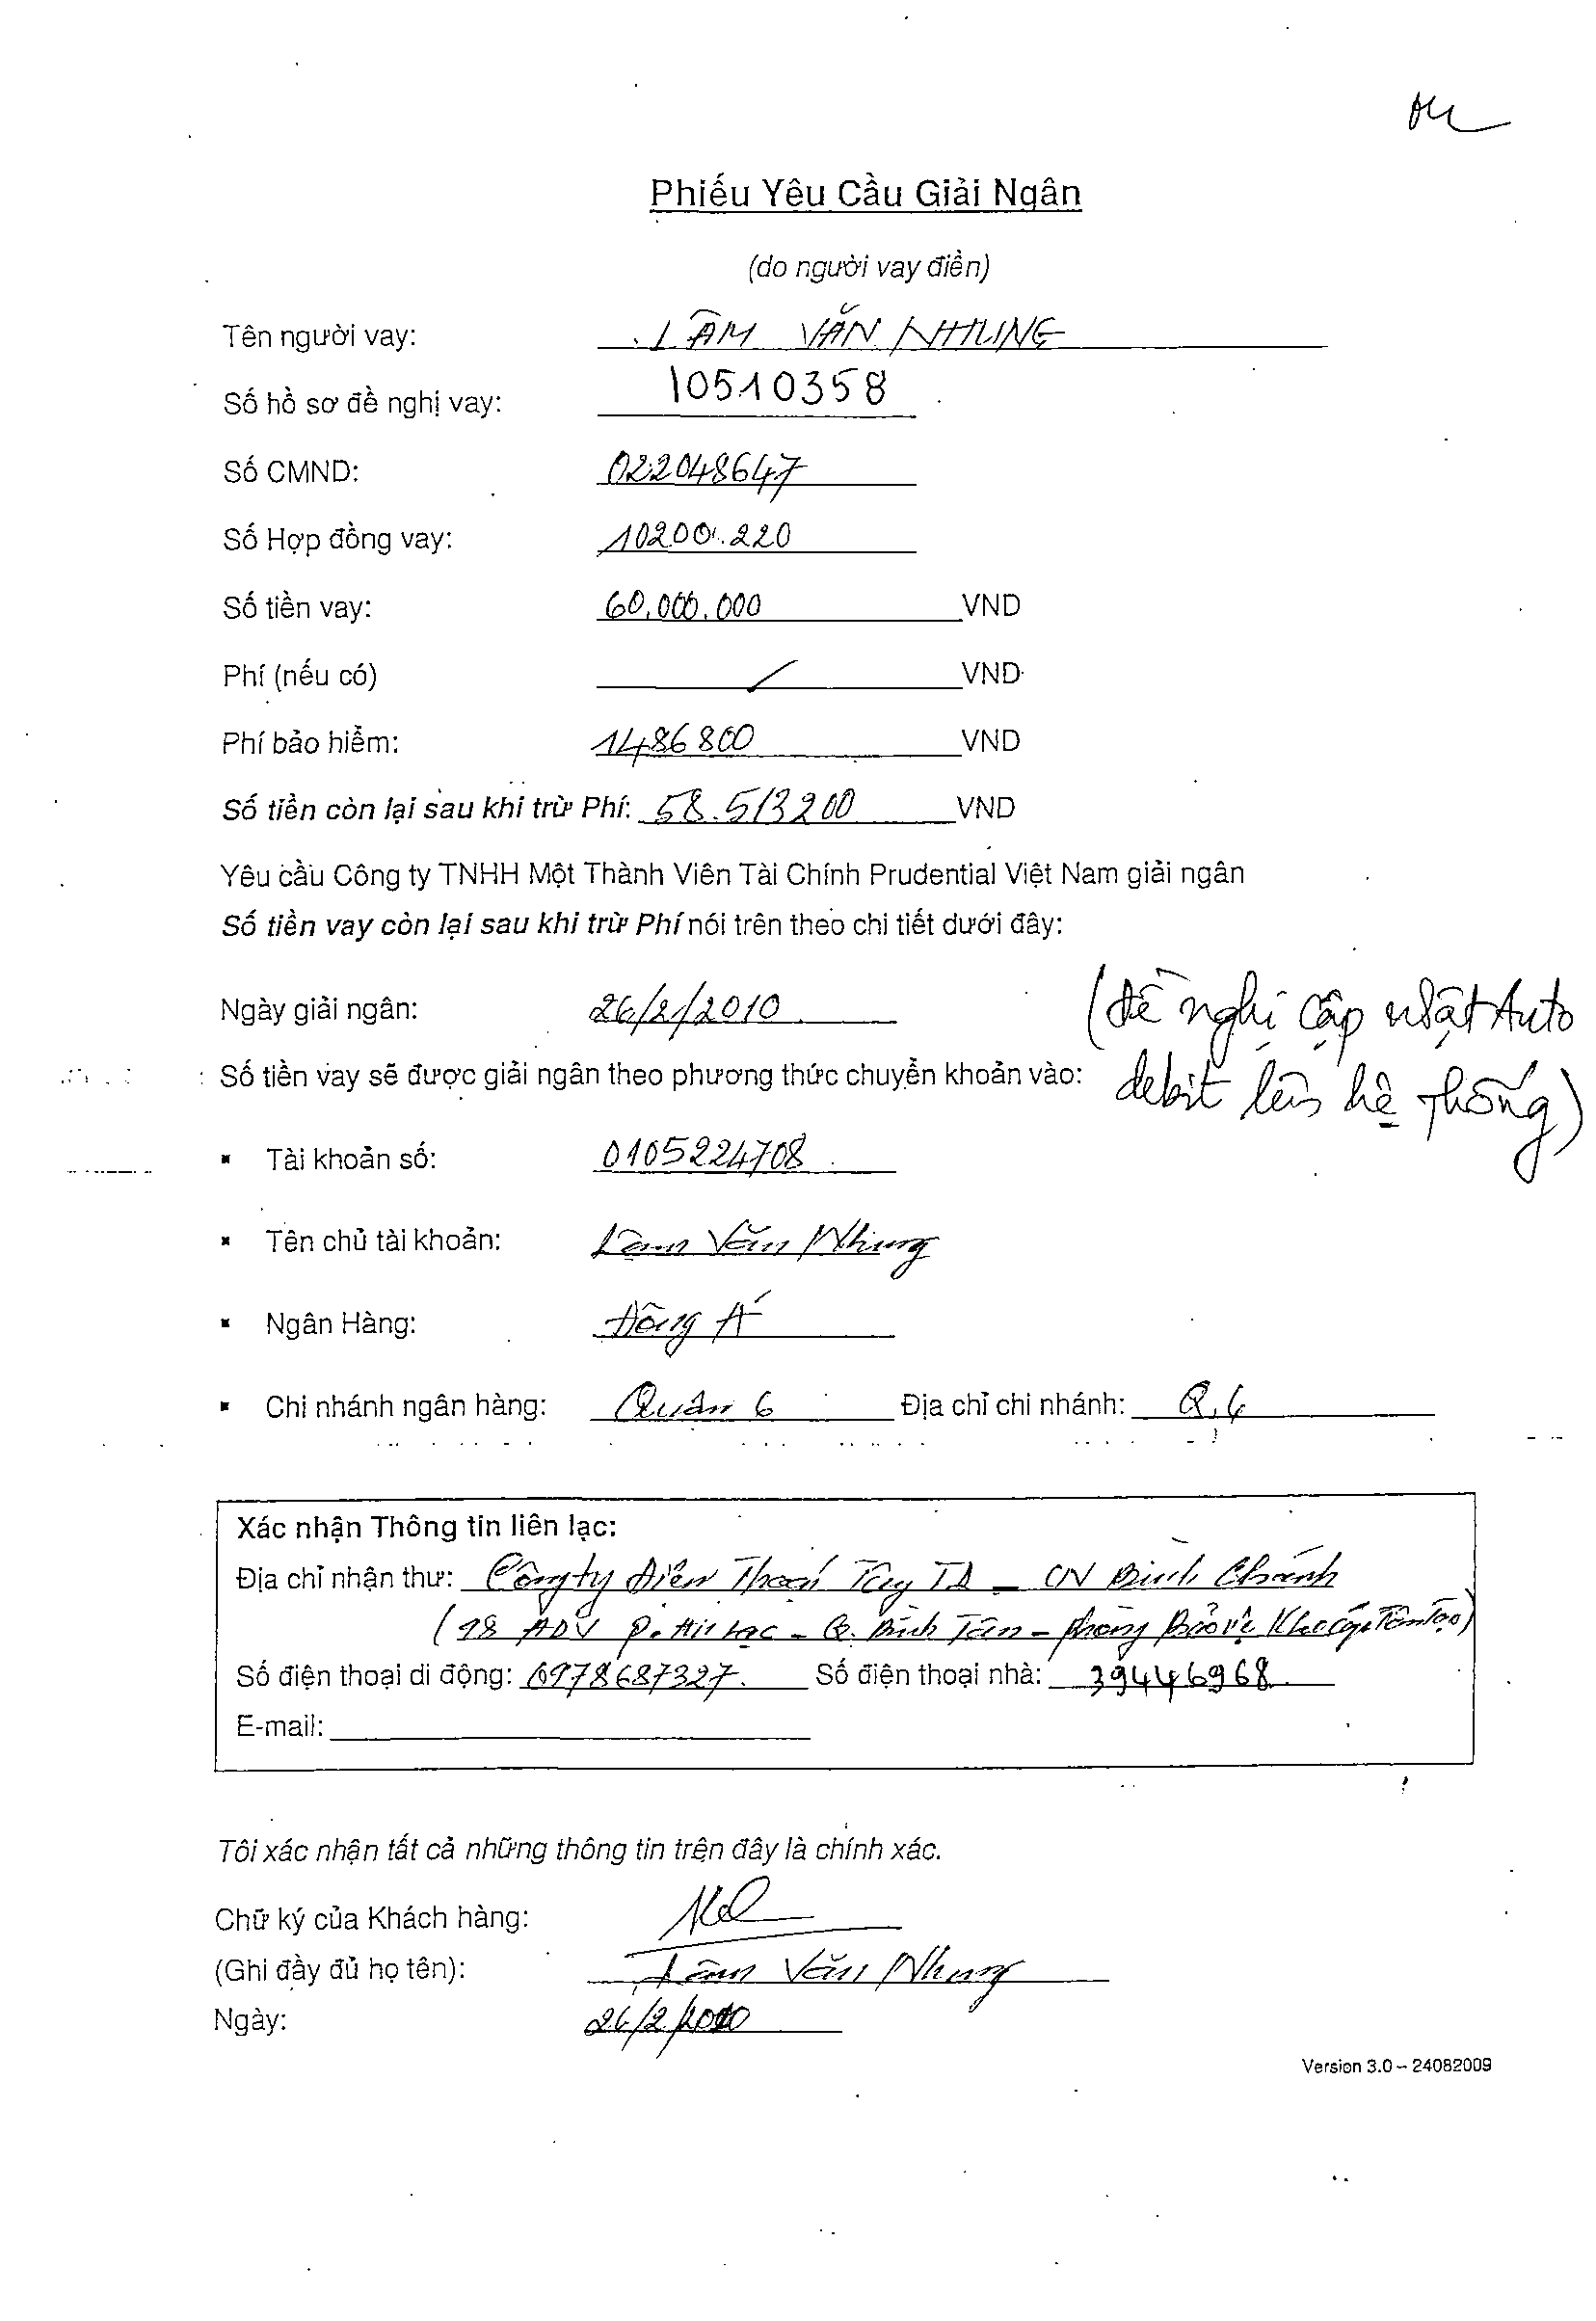 Phiếu Yêu Cầu Giải Ngân
(do người vay điền)
Tên người vay: LÂM VĂN NHUNG
Số hồ sơ đề nghị vay: 10510358
Số CMND: 022048647
Số Hợp đồng vay: 10200.220
Số tiền vay: 60.000.000 VND
Phí (nếu có) / VND
Phí bảo hiểm: 1486800 VND
Số tiền còn lại sau khi trừ Phí: 58.513200 VND
Yêu cầu Công ty TNHH Một Thành Viên Tài Chính Prudential Việt Nam giải ngân
Số tiền vay còn lại sau khi trừ Phí nói trên theo chi tiết dưới đây:
Ngày giải ngân: 26/2/2010
(Đề nghị cập nhật Auto
debit lên hệ thống)
Số tiền vay sẽ được giải ngân theo phương thức chuyển khoản vào:
▪ Tài khoản số: 0105224708
▪ Tên chủ tài khoản: Lâm Văn Nhung
▪ Ngân Hàng: Đông Á
▪ Chi nhánh ngân hàng: Quận 6 Địa chỉ chi nhánh: Q.6
Xác nhận Thông tin liên lạc:
Địa chỉ nhận thư: Công ty Điện Thoại Tây TP - CN Bình Chánh
(18 ADV P. An Lạc - Q. Bình Tân - phòng Bảo vệ Kho cáp Tân Tạo)
Số điện thoại di động: 0978687327. Số điện thoại nhà: 39446968
E-mail:
Tôi xác nhận tất cả những thông tin trên đây là chính xác.
Chữ ký của Khách hàng:
(Ghi đầy đủ họ tên): Lâm Văn Nhung
Ngày: 26/2/2010
Version 3.0 – 24082009